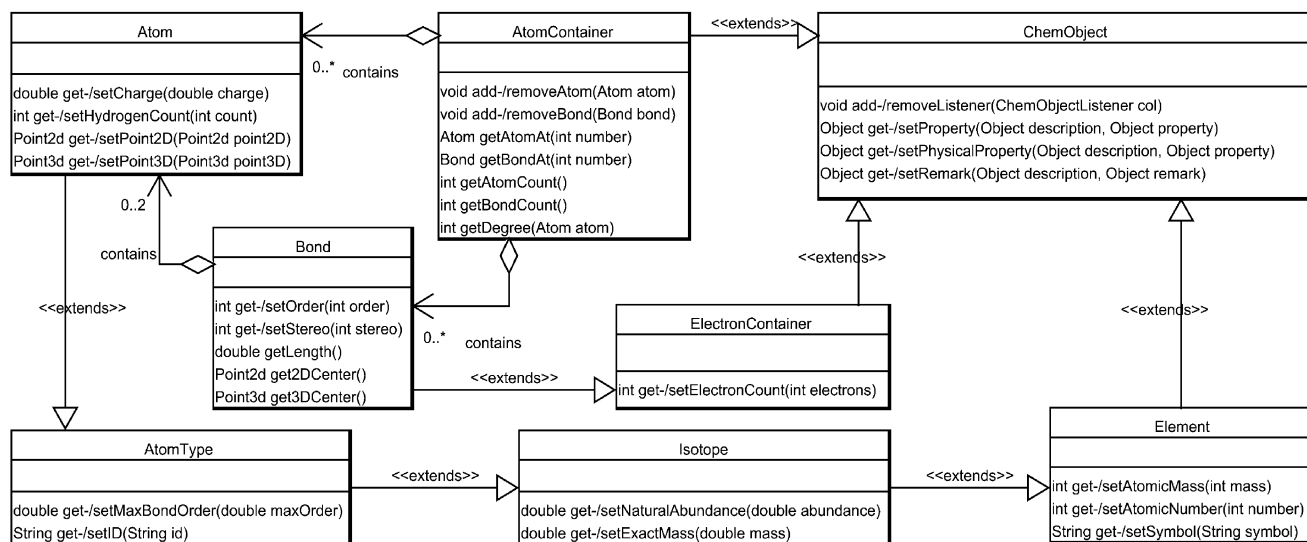 Atom
double get-/setCharge(double charge)
int get-/setHydrogenCount(int count)
Point2d get-/setPoint2D(Point2d point2D)
Point3d get-/setPoint3D(Point3d point3D)
0..* contains
AtomContainer
void add-/removeAtom(Atom atom)
void add-/removeBond(Bond bond)
Atom getAtomAt(int number)
Bond getBondAt(int number)
int getAtomCount()
int getBondCount()
int getDegree(Atom atom)
<<extends>>
ChemObject
void add-/removeListener(ChemObjectListener col)
Object get-/setProperty(Object description, Object property)
Object get-/setPhysicalProperty(Object description, Object property)
Object get-/setRemark(Object description, Object remark)
0..2
contains
<<extends>>
Bond
int get-/setOrder(int order)
int get-/setStereo(int stereo)
double getLength()
Point2d get2DCenter()
Point3d get3DCenter()
0..* contains
<<extends>>
<<extends>>
ElectronContainer
int get-/setElectronCount(int electrons)
<<extends>>
AtomType
double get-/setMaxBondOrder(double maxOrder)
String get-/setID(String id)
<<extends>>
Isotope
double get-/setNaturalAbundance(double abundance)
double get-/setExactMass(double mass)
<<extends>>
Element
int get-/setAtomicMass(int mass)
int get-/setAtomicNumber(int number)
String get-/setSymbol(String symbol)